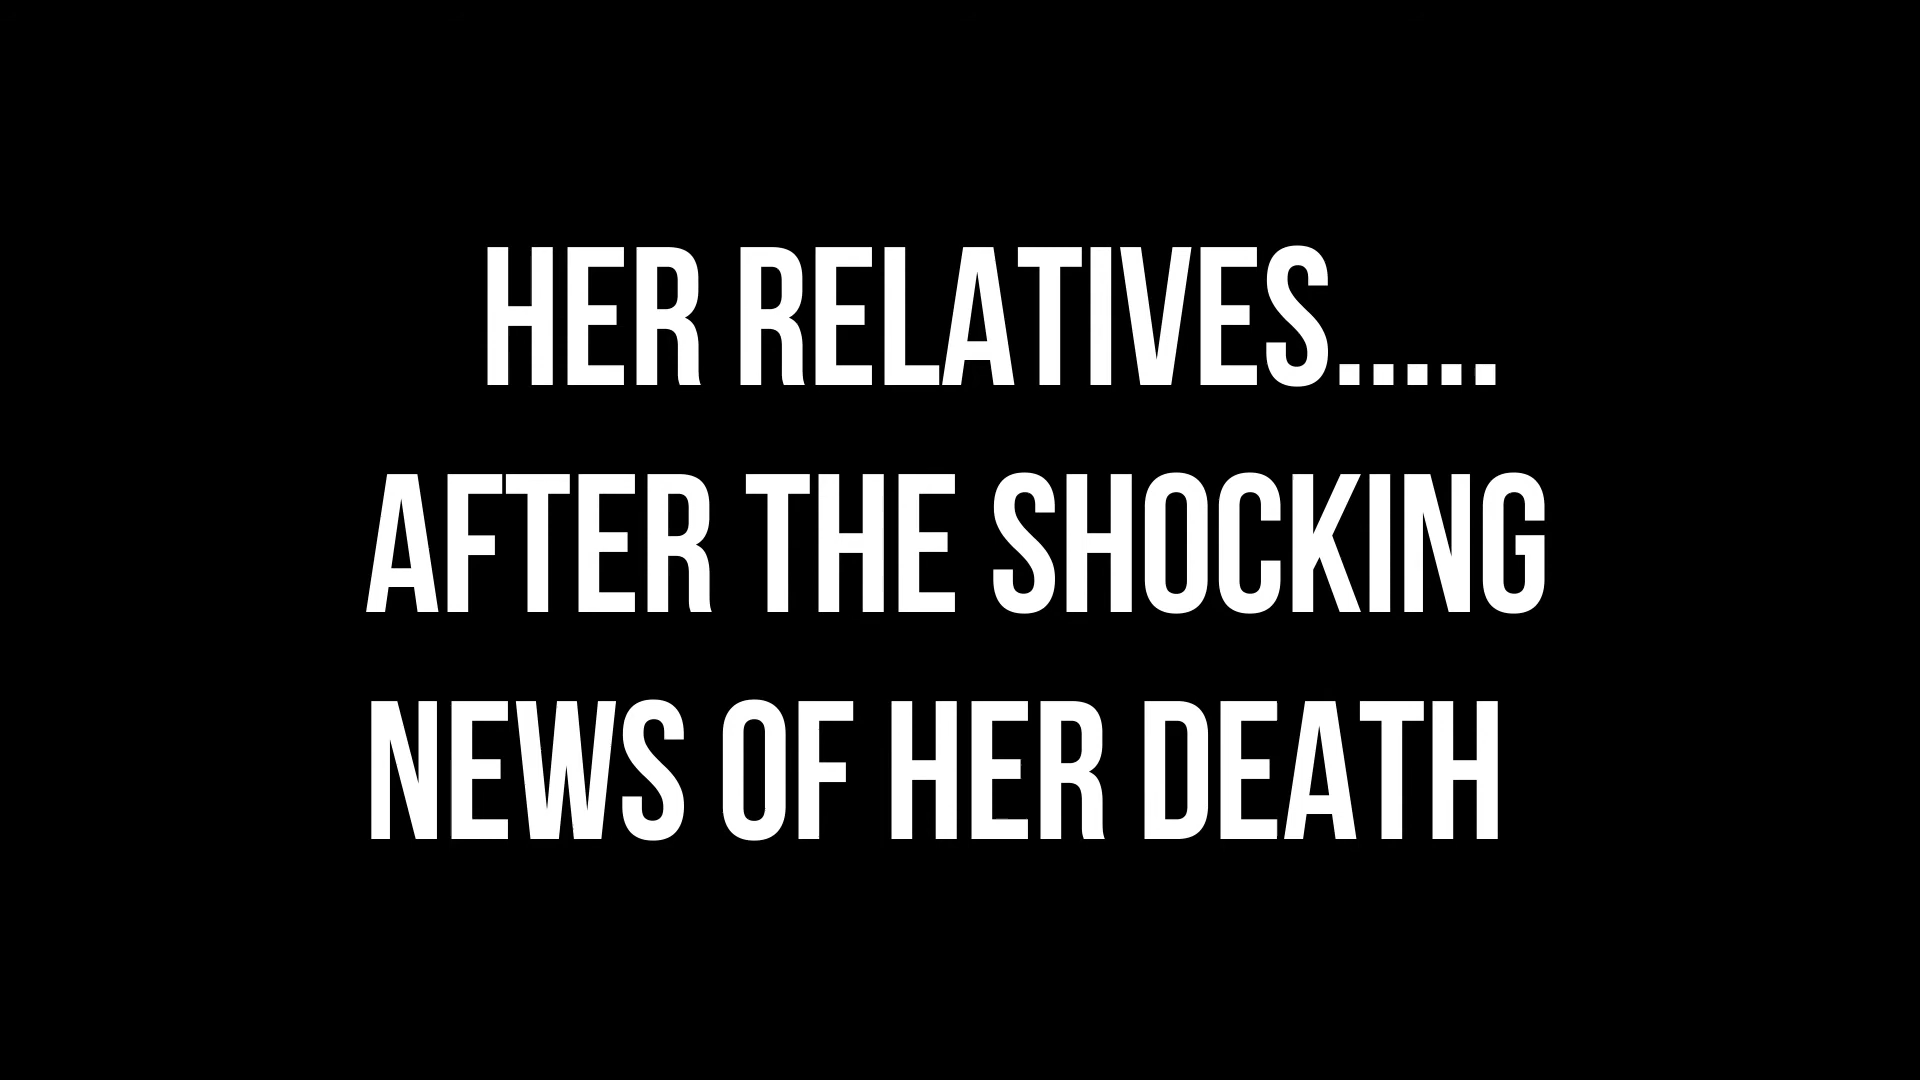 HER RELATIVES.....
AFTER THE SHOCKING
NEWS OF HER DEATH